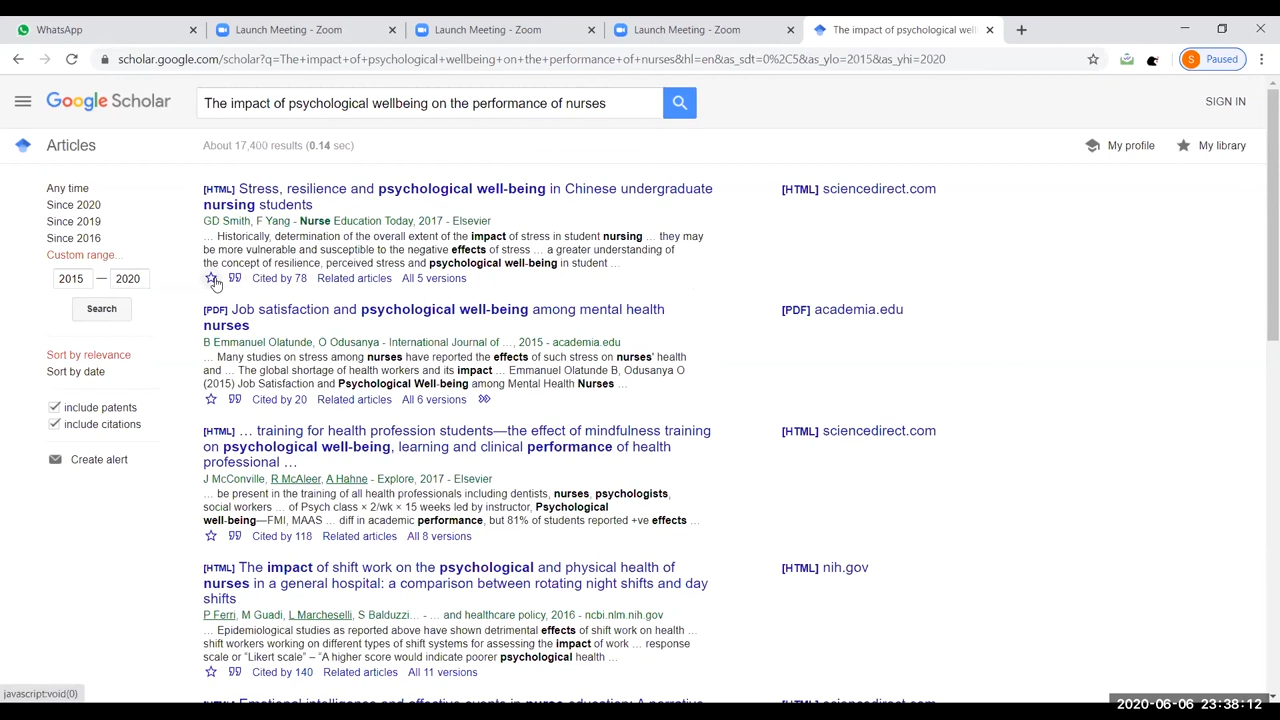 WhatsApp
Launch Meeting - Zoom
Launch Meeting - Zoom
Launch Meeting - Zoom
The impact of psychological well
scholar.google.com/scholar?q=The+impact+of+psychological+wellbeing+on+the+performance+of+nurses&hl=en&as_sdt=0%2C5&as_ylo=2015&as_yhi=2020
S Paused
Google Scholar
The impact of psychological wellbeing on the performance of nurses
SIGN IN
Articles
About 17,400 results (0.14 sec)
My profile
My library
Any time
Since 2020
Since 2019
Since 2016
Custom range...
2015 — 2020
Search
Sort by relevance
Sort by date
include patents
include citations
Create alert
[HTML] Stress, resilience and psychological well-being in Chinese undergraduate
nursing students
GD Smith, F Yang - Nurse Education Today, 2017 - Elsevier
... Historically, determination of the overall extent of the impact of stress in student nursing ... they may
be more vulnerable and susceptible to the negative effects of stress ... a greater understanding of
the concept of resilience, perceived stress and psychological well-being in student ...
Cited by 78 Related articles All 5 versions
[HTML] sciencedirect.com
[PDF] Job satisfaction and psychological well-being among mental health
nurses
B Emmanuel Olatunde, O Odusanya - International Journal of ..., 2015 - academia.edu
... Many studies on stress among nurses have reported the effects of such stress on nurses' health
and ... The global shortage of health workers and its impact ... Emmanuel Olatunde B, Odusanya O
(2015) Job Satisfaction and Psychological Well-being among Mental Health Nurses ...
Cited by 20 Related articles All 6 versions
[PDF] academia.edu
[HTML] ... training for health profession students—the effect of mindfulness training
on psychological well-being, learning and clinical performance of health
professional ...
J McConville, R McAleer, A Hahne - Explore, 2017 - Elsevier
... be present in the training of all health professionals including dentists, nurses, psychologists,
social workers ... of Psych class × 2/wk × 15 weeks led by instructor, Psychological
well-being—FMI, MAAS ... diff in academic performance, but 81% of students reported +ve effects ...
Cited by 118 Related articles All 8 versions
[HTML] sciencedirect.com
[HTML] The impact of shift work on the psychological and physical health of
nurses in a general hospital: a comparison between rotating night shifts and day
shifts
P Ferri, M Guadi, L Marcheselli, S Balduzzi... - ... and healthcare policy, 2016 - ncbi.nlm.nih.gov
... Epidemiological studies as reported above have shown detrimental effects of shift work on health ...
shift workers working on different types of shift systems for assessing the impact of work ... response
scale or “Likert scale” – “A higher score would indicate poorer psychological health ...
Cited by 140 Related articles All 11 versions
[HTML] nih.gov
[HTML] Emotional intelligence and affective events in nurse education: A narrative
[HTML] sciencedirect.com
javascript:void(0)
2020-06-06 23:38:12